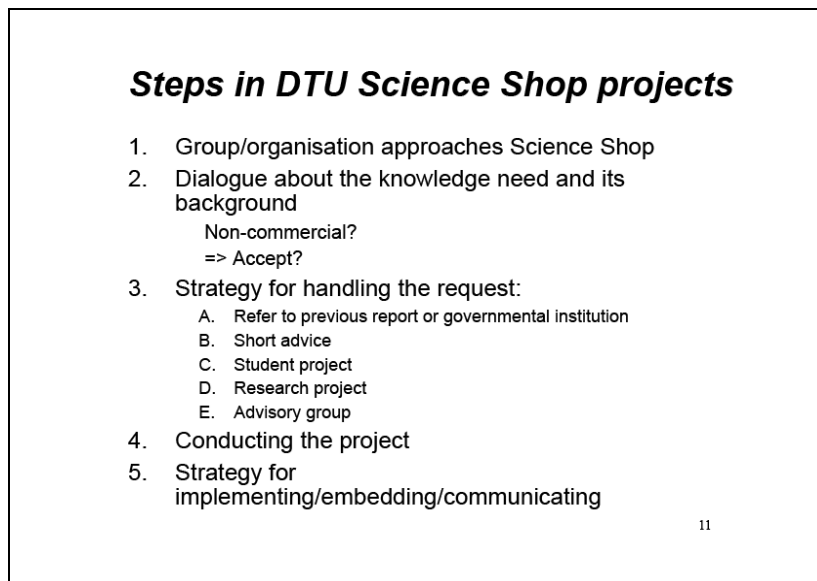 Steps in DTU Science Shop projects
1. Group/organisation approaches Science Shop
2. Dialogue about the knowledge need and its
background
Non-commercial?
=> Accept?
3. Strategy for handling the request:
A. Refer to previous report or governmental institution
B. Short advice
C. Student project
D. Research project
E. Advisory group
4. Conducting the project
5. Strategy for
implementing/embedding/communicating
11